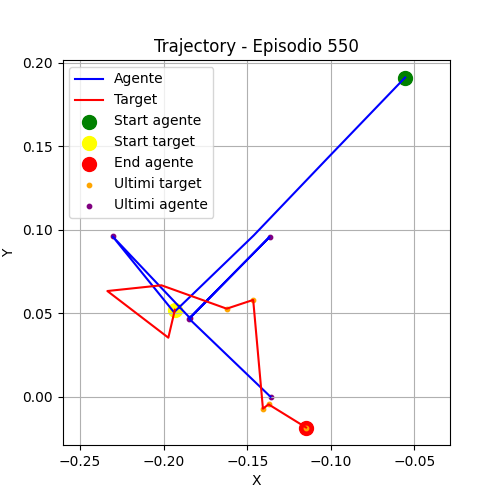 Trajectory - Episodio 550
Agente
Target
Start agente
Start target
End agente
Ultimi target
Ultimi agente
0.20
0.15
0.10
0.05
0.00
Y
−0.25
−0.20
−0.15
−0.10
−0.05
X